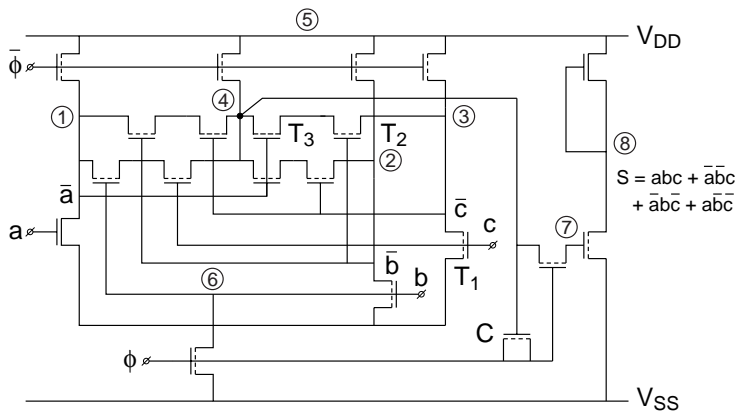 ⑤
V_DD
ϕ̄
④
①
③
T₃
T₂
⑧
②
S = abc + āb̄c
+ ābc̄ + ab̄c̄
ā
c̄
c
⑦
a
b̄
T₁
⑥
b
C
ϕ
V_SS